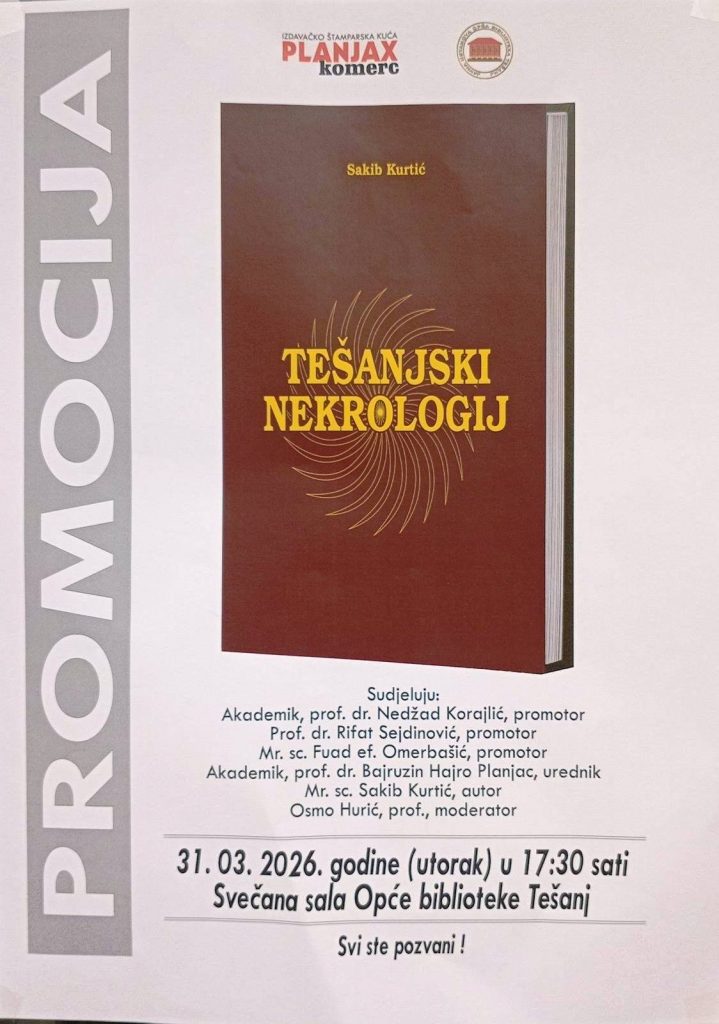 PROMOCIJA
IZDAVAČKO ŠTAMPARSKA KUĆA
PLANJAX
komerc
Sakib Kurtić
TEŠANJSKI
NEKROLOGIJ
Sudjeluju:
Akademik, prof. dr. Nedžad Korajlić, promotor
Prof. dr. Rifat Sejdinović, promotor
Mr. sc. Fuad ef. Omerbašić, promotor
Akademik, prof. dr. Bajruzin Hajro Planjac, urednik
Mr. sc. Sakib Kurtić, autor
Osmo Hurić, prof., moderator
31. 03. 2026. godine (utorak) u 17:30 sati
Svečana sala Opće biblioteke Tešanj
Svi ste pozvani !